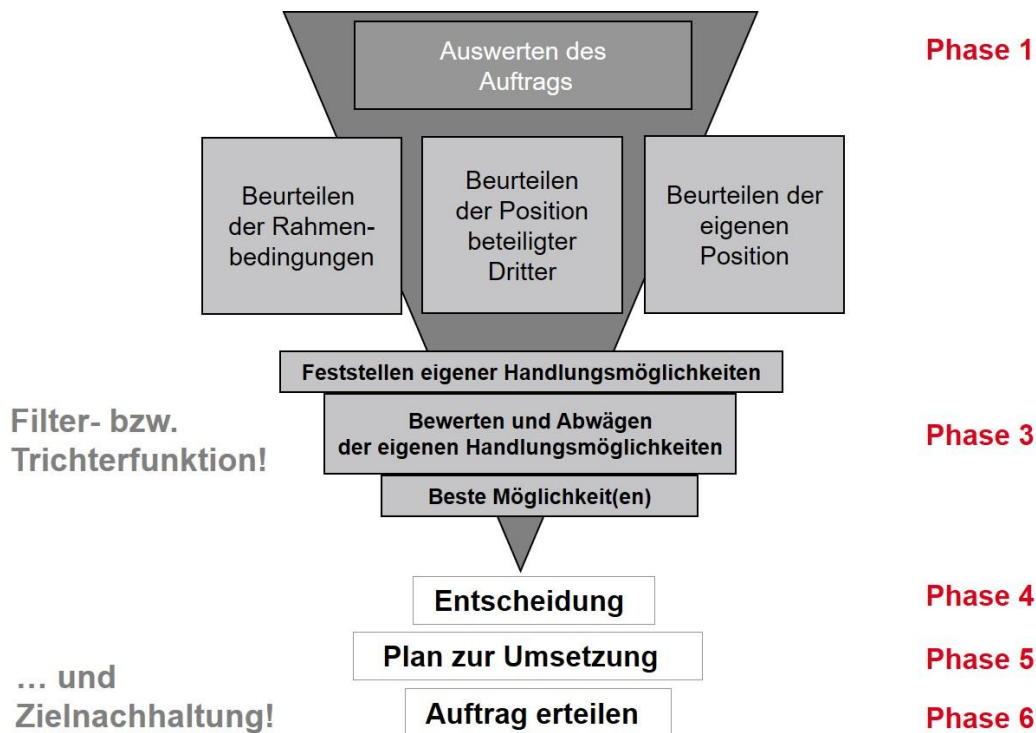 Auswerten des
Auftrags
Phase 1
Beurteilen
der Rahmen-
bedingungen
Beurteilen
der Position
beteiligter
Dritter
Beurteilen der
eigenen
Position
Feststellen eigener Handlungsmöglichkeiten
Filter- bzw.
Trichterfunktion!
Bewerten und Abwägen
der eigenen Handlungsmöglichkeiten
Phase 3
Beste Möglichkeit(en)
Entscheidung
Phase 4
Plan zur Umsetzung
Phase 5
... und
Zielnachhaltung!
Auftrag erteilen
Phase 6